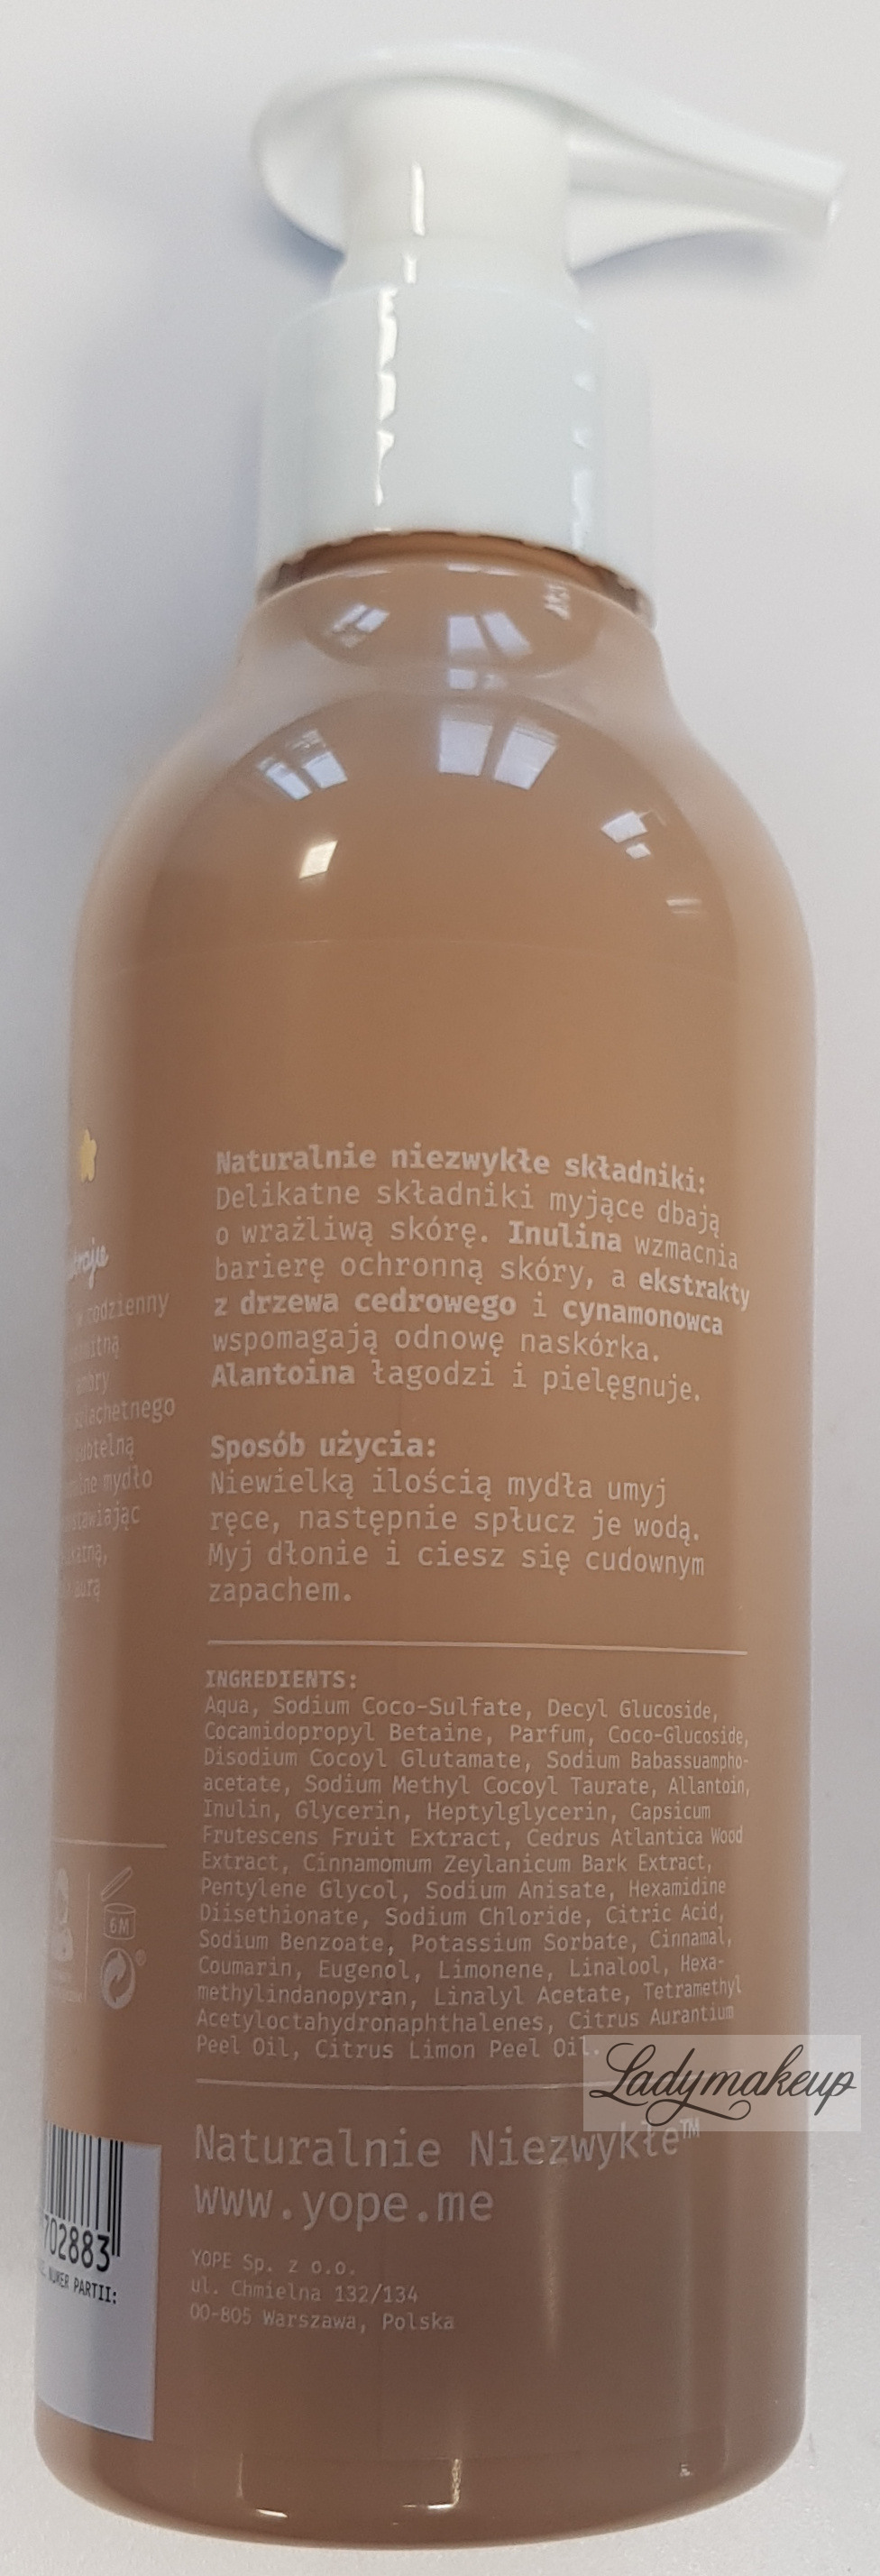 Naturalnie niezwykłe składniki:
Delikatne składniki myjące dbają
o wrażliwą skórę. Inulina wzmacnia
barierę ochronną skóry, a ekstrakty
z drzewa cedrowego i cynamonowca
wspomagają odnowę naskórka.
Alantoina łagodzi i pielęgnuje.
Sposób użycia:
Niewielką ilością mydła umyj
ręce, następnie spłucz je wodą.
Myj dłonie i ciesz się cudownym
zapachem.
INGREDIENTS:
Aqua, Sodium Coco-Sulfate, Decyl Glucoside,
Cocamidopropyl Betaine, Parfum, Coco-Glucoside,
Disodium Cocoyl Glutamate, Sodium Babassuampho-
acetate, Sodium Methyl Cocoyl Taurate, Allantoin,
Inulin, Glycerin, Heptylglycerin, Capsicum
Frutescens Fruit Extract, Cedrus Atlantica Wood
Extract, Cinnamomum Zeylanicum Bark Extract,
Pentylene Glycol, Sodium Anisate, Hexamidine
Diisethionate, Sodium Chloride, Citric Acid,
Sodium Benzoate, Potassium Sorbate, Cinnamal,
Coumarin, Eugenol, Limonene, Linalool, Hexa-
methylindanopyran, Linalyl Acetate, Tetramethyl
Acetyloctahydronaphthalenes, Citrus Aurantium
Peel Oil, Citrus Limon Peel Oil.
Naturalnie Niezwykłe™
www.yope.me
YOPE Sp. z o.o.
ul. Chmielna 132/134
00-805 Warszawa, Polska
codzienny
mydło
6M
702883
NUMER PARTII:
Ladymakeup